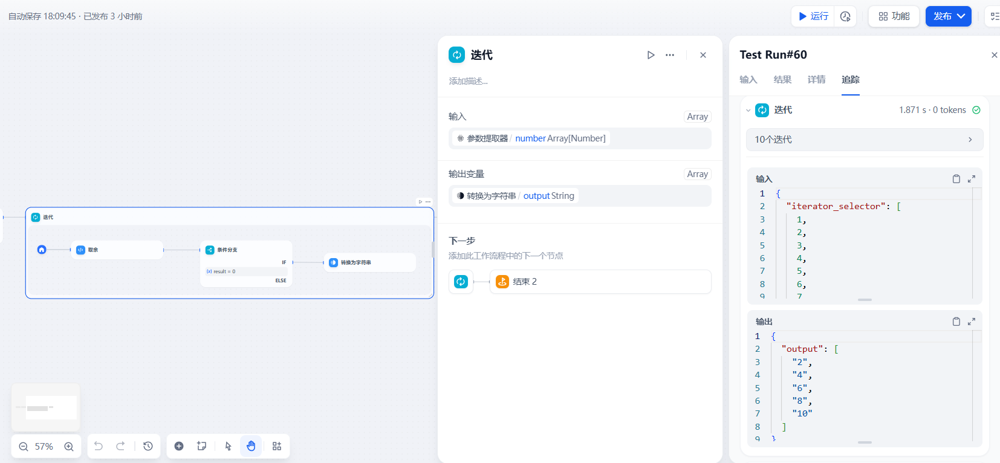 自动保存 18:09:45 · 已发布 3 小时前
运行
功能
发布
迭代
取余
条件分支
IF
{x} result = 0
ELSE
转换为字符串
57%
迭代
添加描述...
输入
Array
参数提取器 / number Array[Number]
输出变量
Array
转换为字符串 / output String
下一步
添加此工作流程中的下一个节点
结束 2
Test Run#60
输入 结果 详情 追踪
迭代
1.871 s · 0 tokens
10个迭代
输入
1 {
2 "iterator_selector": [
3 1,
4 2,
5 3,
6 4,
7 5,
8 6,
9 7
输出
1 {
2 "output": [
3 "2",
4 "4",
5 "6",
6 "8",
7 "10"
8 ]
9 }